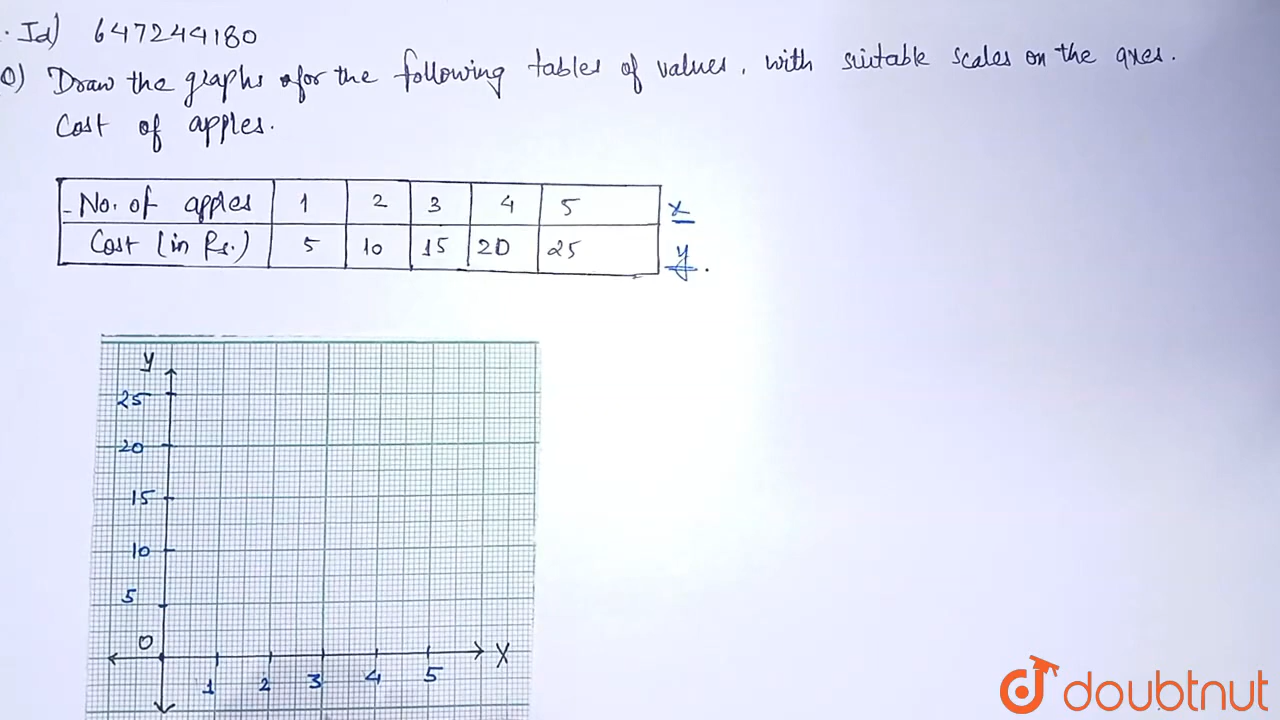 . Id) 647244180
Q) Draw the graphs for the following tables of values, with suitable scales on the axes.
Cost of apples.
No. of apples 1 2 3 4 5 x
Cost (in Rs.) 5 10 15 20 25 y.
y
25
20
15
10
5
O
X
1 2 3 4 5
doubtnut